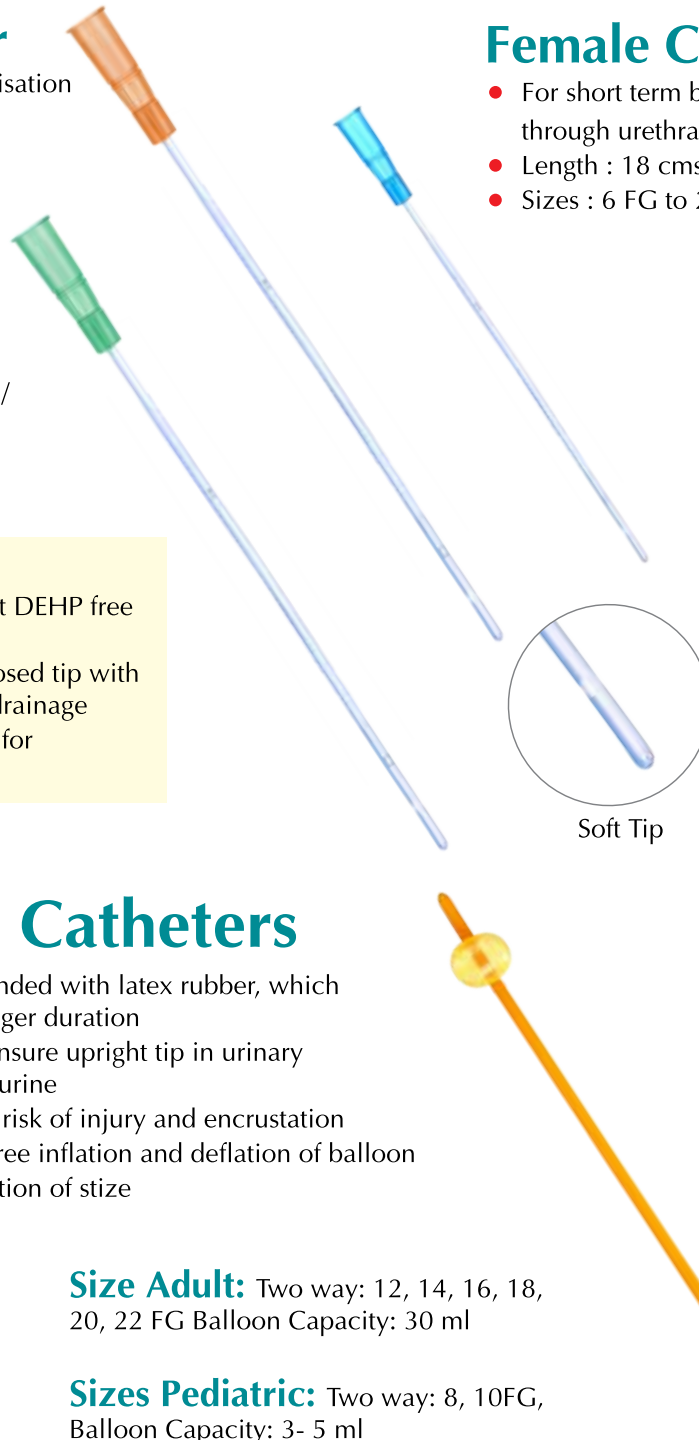 r
isation
Female C
For short term b
through urethra
Length : 18 cms
Sizes : 6 FG to
/
t DEHP free
osed tip with
drainage
for
Soft Tip
Catheters
nded with latex rubber, which
ger duration
nsure upright tip in urinary
urine
risk of injury and encrustation
ree inflation and deflation of balloon
tion of stize
Size Adult: Two way: 12, 14, 16, 18,
20, 22 FG Balloon Capacity: 30 ml
Sizes Pediatric: Two way: 8, 10FG,
Balloon Capacity: 3- 5 ml